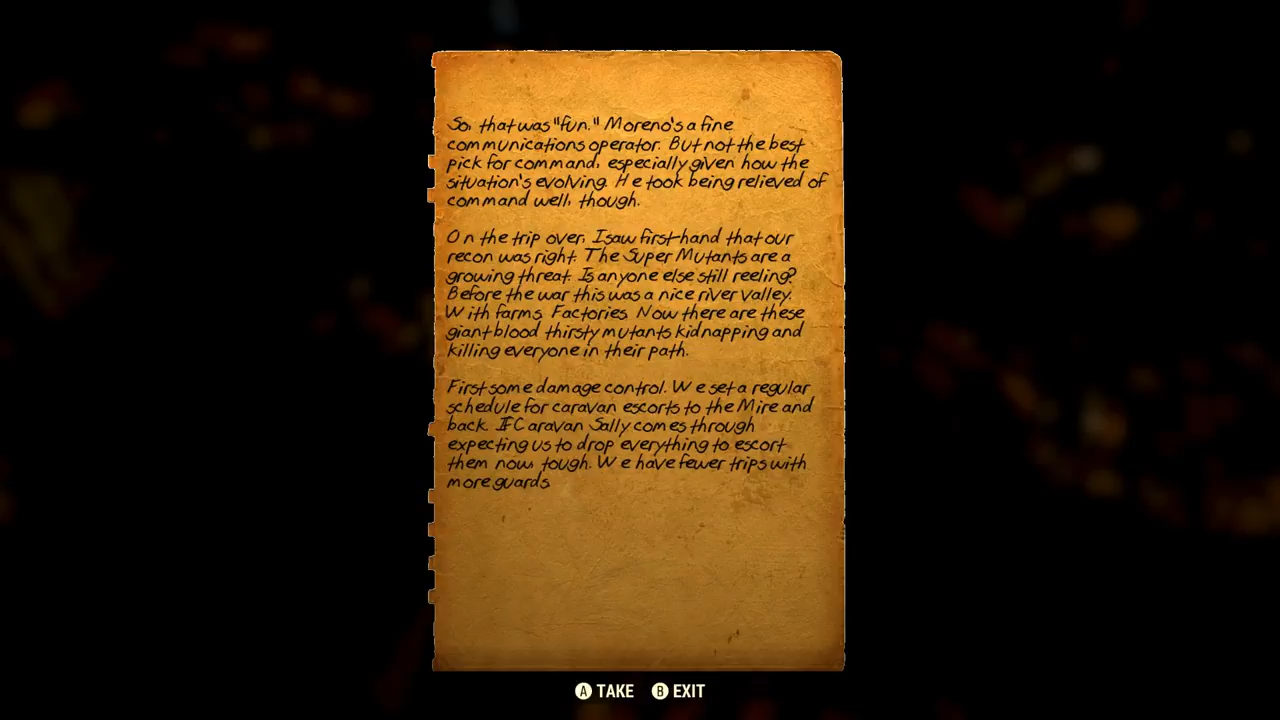 So, that was "fun." Moreno's a fine
communications operator. But not the best
pick for command, especially given how the
situation's evolving. He took being relieved of
command well, though.
On the trip over, I saw first-hand that our
recon was right. The Super Mutants are a
growing threat. Is anyone else still reeling?
Before the war this was a nice river valley.
With farms. Factories. Now there are these
giant blood thirsty mutants kidnapping and
killing everyone in their path.
First some damage control. We set a regular
schedule for caravan escorts to the Mire and
back. If Caravan Sally comes through
expecting us to drop everything to escort
them now, tough. We have fewer trips with
more guards.
A TAKE B EXIT